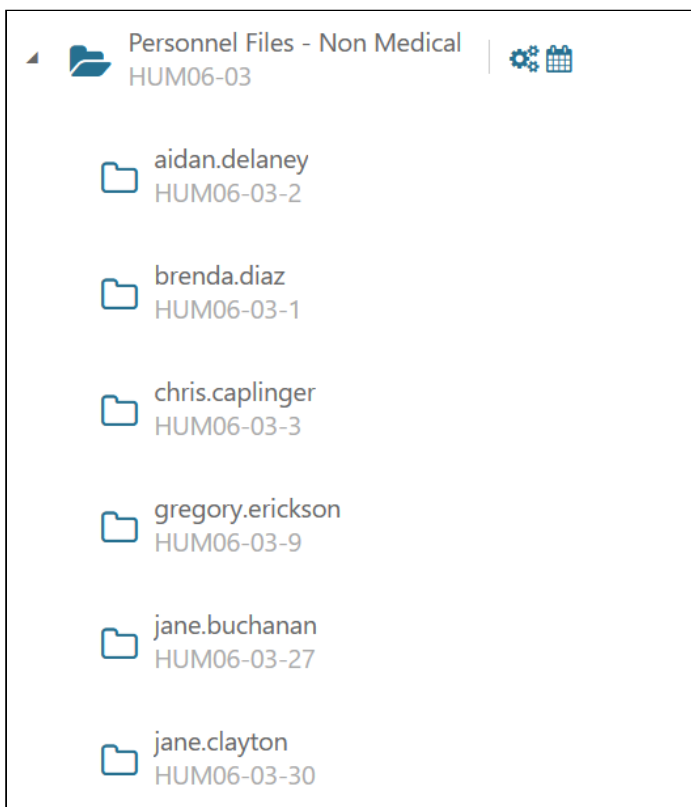 Personnel Files - Non Medical
HUM06-03
aidan.delaney
HUM06-03-2
brenda.diaz
HUM06-03-1
chris.caplinger
HUM06-03-3
gregory.erickson
HUM06-03-9
jane.buchanan
HUM06-03-27
jane.clayton
HUM06-03-30